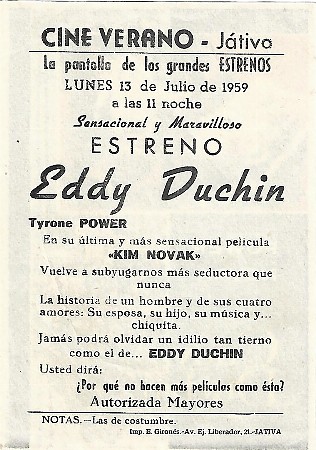 CINE VERANO - Játiva
La pantalla de los grandes ESTRENOS
LUNES 13 de Julio de 1959
a las 11 noche
Sensacional y Maravilloso
ESTRENO
Eddy Duchin
Tyrone POWER
En su última y más sensacional película
«KIM NOVAK»
Vuelve a subyugarnos más seductora que
nunca
La historia de un hombre y de sus cuatro
amores: Su esposa, su hijo, su música y...
chiquita.
Jamás podrá olvidar un idilio tan tierno
como el de... EDDY DUCHIN
Usted dirá:
¿Por qué no hacen más películas como ésta?
Autorizada Mayores
NOTAS.—Las de costumbre.
Imp. E. Gironés.-Av. Ej. Liberador, 21.-JATIVA